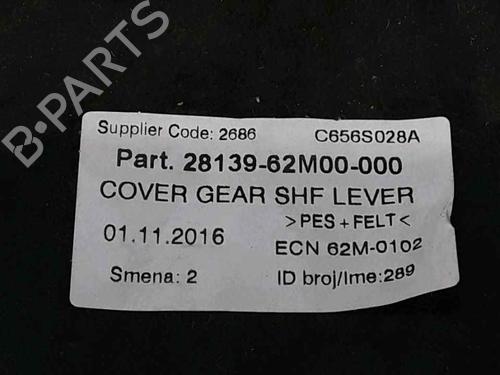 Supplier Code: 2686 C656S028A
Part. 28139-62M00-000
COVER GEAR SHF LEVER
>PES+FELT<
01.11.2016
ECN 62M-0102
Smena: 2 ID broj/Ime:289